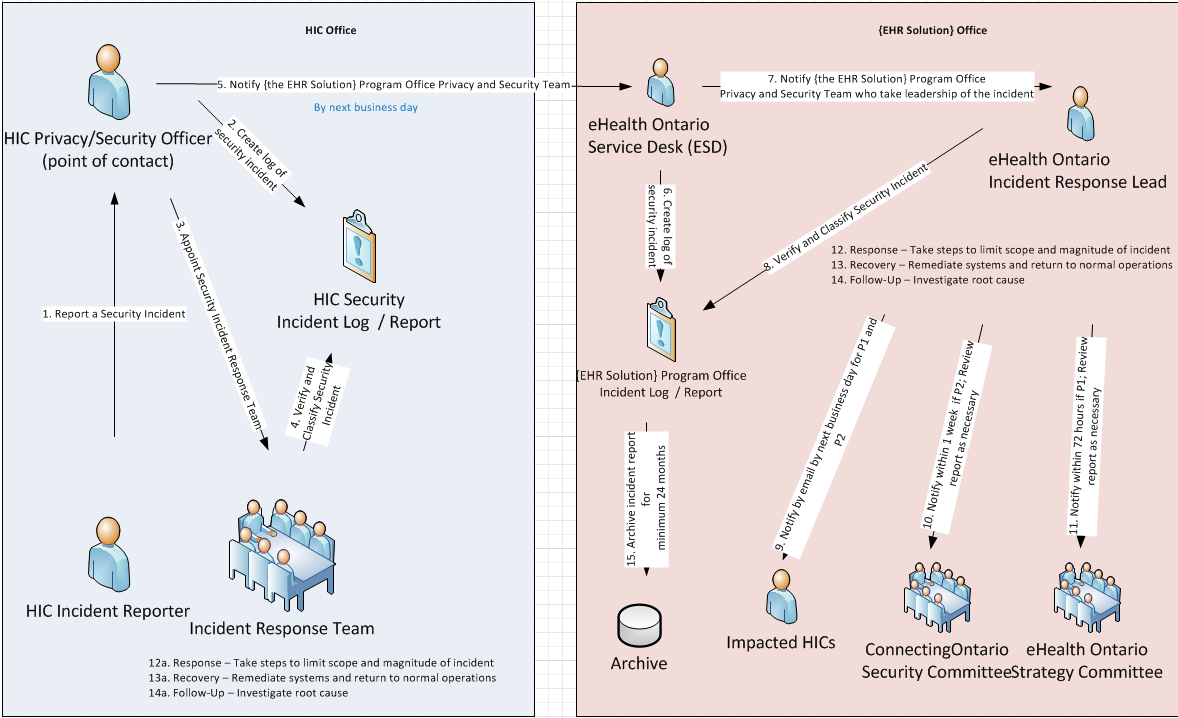 HIC Office
5. Notify {the EHR Solution} Program Office Privacy and Security Team
By next business day
HIC Privacy/Security Officer
(point of contact)
2. Create log of
security incident
3. Appoint Security Incident Response Team
HIC Security
Incident Log / Report
1. Report a Security Incident
4. Verify and
Classify Security
Incident
HIC Incident Reporter
Incident Response Team
12a. Response – Take steps to limit scope and magnitude of incident
13a. Recovery – Remediate systems and return to normal operations
14a. Follow-Up – Investigate root cause
{EHR Solution} Office
7. Notify {the EHR Solution} Program Office
Privacy and Security Team who take leadership of the incident
eHealth Ontario
Service Desk (ESD)
eHealth Ontario
Incident Response Lead
6. Create log of
security incident
8. Verify and Classify Security Incident
12. Response – Take steps to limit scope and magnitude of incident
13. Recovery – Remediate systems and return to normal operations
14. Follow-Up – Investigate root cause
{EHR Solution} Program Office
Incident Log / Report
15. Archive incident report
for
minimum 24 months
9. Notify by email by next business day for P1 and
P2
10. Notify within 1 week if P2; Review
report as necessary
11. Notify within 72 hours if P1; Review
report as necessary
Archive
Impacted HICs
ConnectingOntario
Security Committee
eHealth Ontario
Strategy Committee